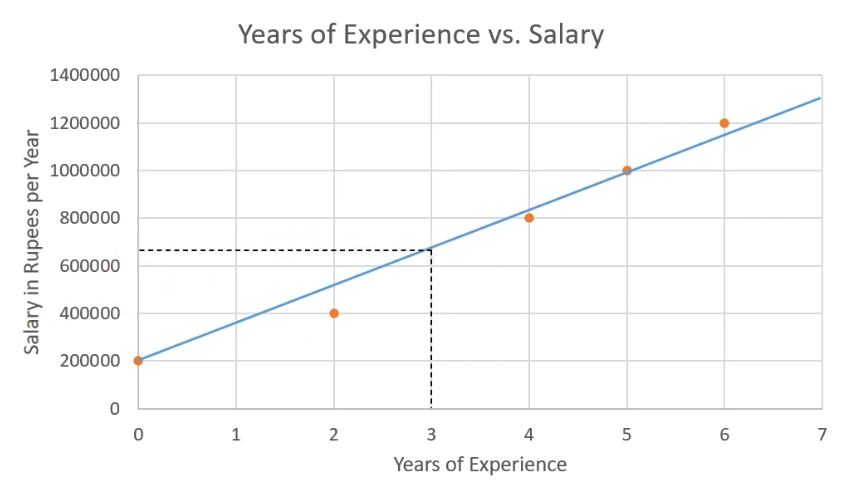 Years of Experience vs. Salary
Salary in Rupees per Year
1400000
1200000
1000000
800000
600000
400000
200000
0
0 1 2 3 4 5 6 7
Years of Experience